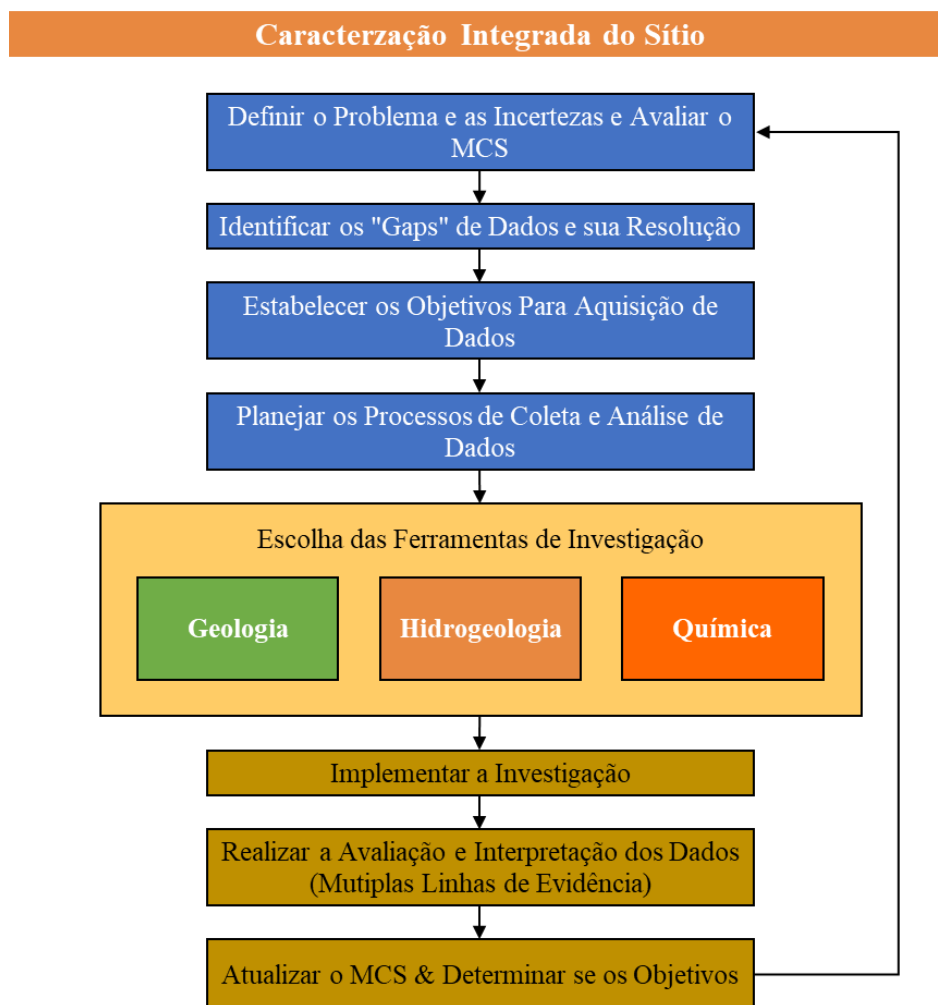 Caracterzação Integrada do Sítio
Definir o Problema e as Incertezas e Avaliar o
MCS
Identificar os "Gaps" de Dados e sua Resolução
Estabelecer os Objetivos Para Aquisição de
Dados
Planejar os Processos de Coleta e Análise de
Dados
Escolha das Ferramentas de Investigação
Geologia
Hidrogeologia
Química
Implementar a Investigação
Realizar a Avaliação e Interpretação dos Dados
(Mutiplas Linhas de Evidência)
Atualizar o MCS & Determinar se os Objetivos